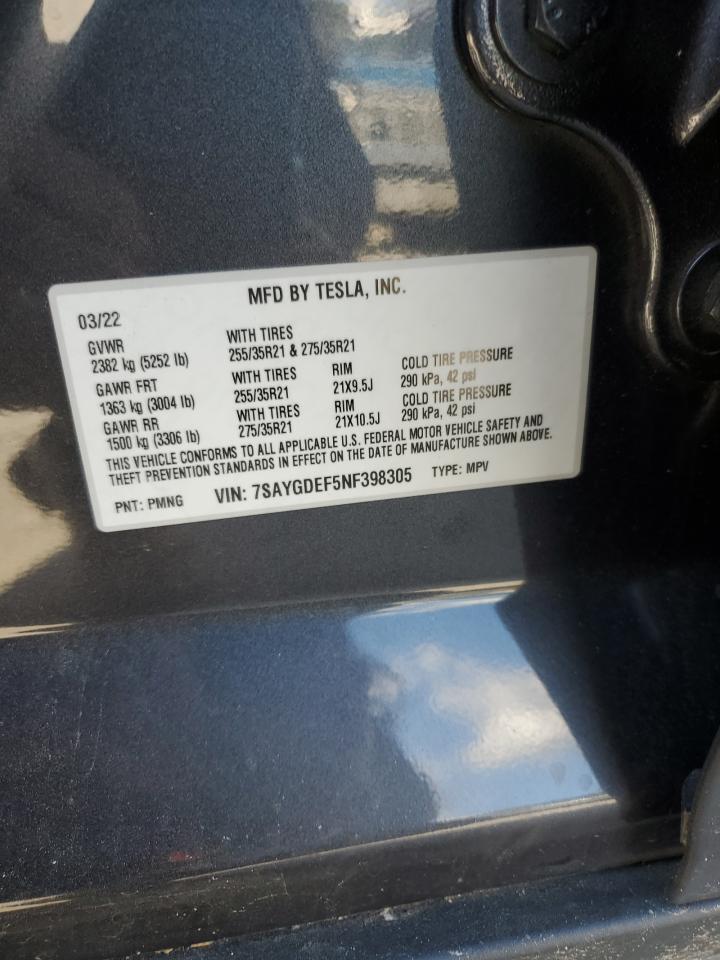 MFD BY TESLA, INC.
03/22
GVWR WITH TIRES
2382 kg (5252 lb) 255/35R21 & 275/35R21
GAWR FRT WITH TIRES RIM COLD TIRE PRESSURE
1363 kg (3004 lb) 255/35R21 21X9.5J 290 kPa, 42 psi
GAWR RR WITH TIRES RIM COLD TIRE PRESSURE
1500 kg (3306 lb) 275/35R21 21X10.5J 290 kPa, 42 psi
THIS VEHICLE CONFORMS TO ALL APPLICABLE U.S. FEDERAL MOTOR VEHICLE SAFETY AND
THEFT PREVENTION STANDARDS IN EFFECT ON THE DATE OF MANUFACTURE SHOWN ABOVE.
PNT: PMNG VIN: 7SAYGDEF5NF398305 TYPE: MPV